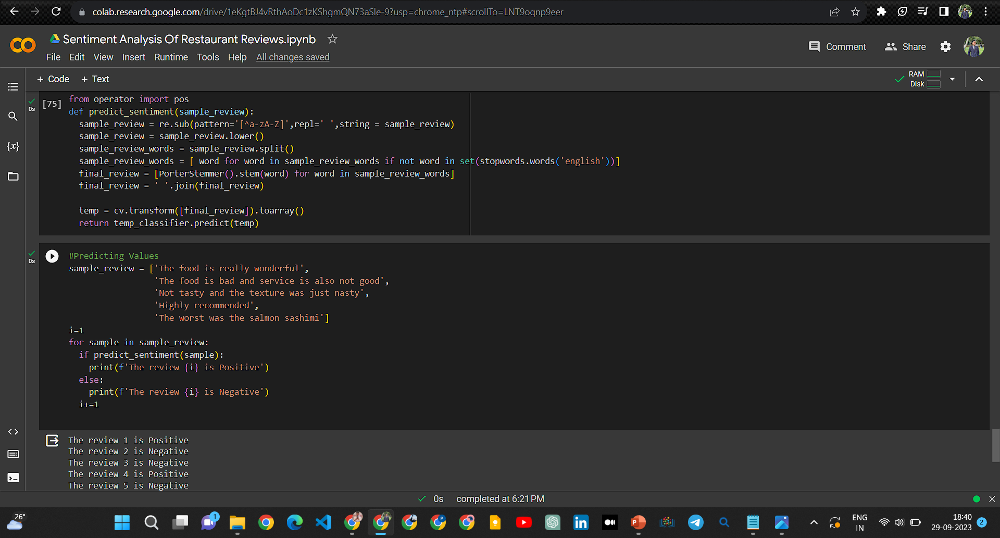 colab.research.google.com/drive/1eKgtBJ4vRthAoDc1zKShgmQN73aSle-9?usp=chrome_ntp#scrollTo=LNT9oqnp9eer
CO
Sentiment Analysis Of Restaurant Reviews.ipynb
File Edit View Insert Runtime Tools Help All changes saved
Comment Share
+ Code + Text
RAM
Disk
0s
[75]
from operator import pos
def predict_sentiment(sample_review):
  sample_review = re.sub(pattern='[^a-zA-Z]',repl=' ',string = sample_review)
  sample_review = sample_review.lower()
  sample_review_words = sample_review.split()
  sample_review_words = [ word for word in sample_review_words if not word in set(stopwords.words('english'))]
  final_review = [PorterStemmer().stem(word) for word in sample_review_words]
  final_review = ' '.join(final_review)
  temp = cv.transform([final_review]).toarray()
  return temp_classifier.predict(temp)
{x}
0s
#Predicting Values
sample_review = ['The food is really wonderful',
                 'The food is bad and service is also not good',
                 'Not tasty and the texture was just nasty',
                 'Highly recommended',
                 'The worst was the salmon sashimi']
i=1
for sample in sample_review:
  if predict_sentiment(sample):
    print(f'The review {i} is Positive')
  else:
    print(f'The review {i} is Negative')
  i+=1
The review 1 is Positive
The review 2 is Negative
The review 3 is Negative
The review 4 is Positive
The review 5 is Negative
0s completed at 6:21 PM
26°
1
P
in
P
ENG
IN
18:40
29-09-2023
2